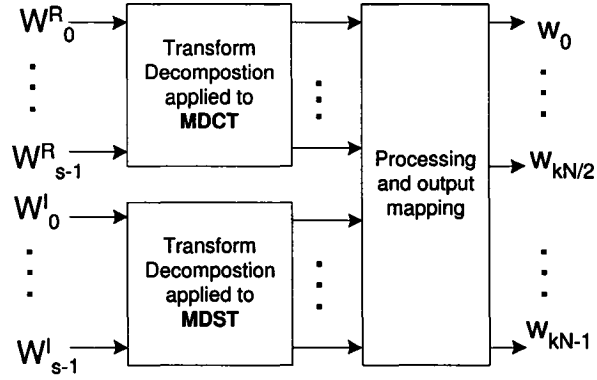 W^R_0
W^R_s-1
Transform
Decompostion
applied to
MDCT
W^I_0
W^I_s-1
Transform
Decompostion
applied to
MDST
Processing
and output
mapping
w_0
w_kN/2
w_kN-1